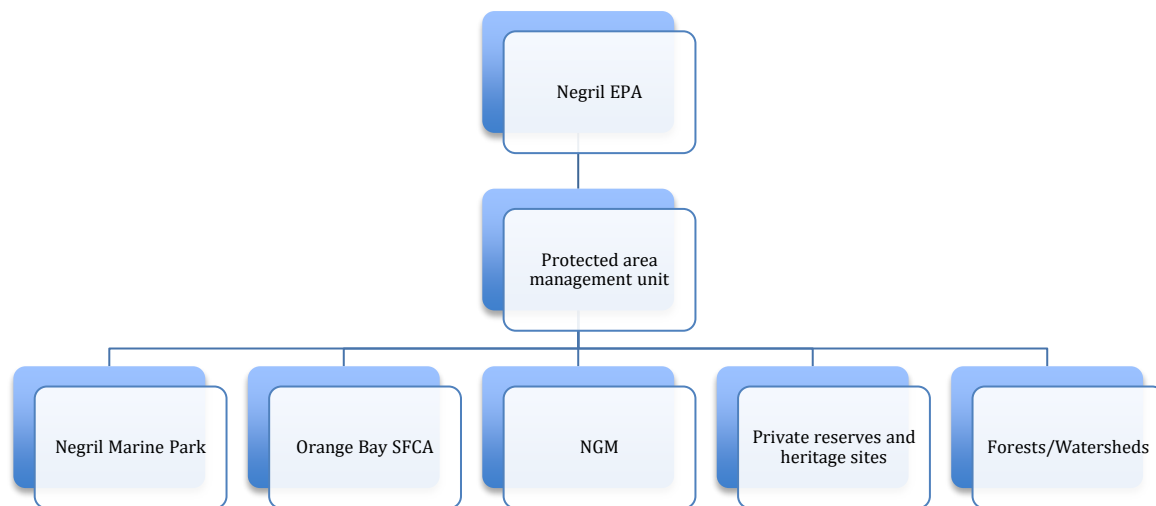 Negril EPA
Protected area
management unit
Negril Marine Park
Orange Bay SFCA
NGM
Private reserves and
heritage sites
Forests/Watersheds